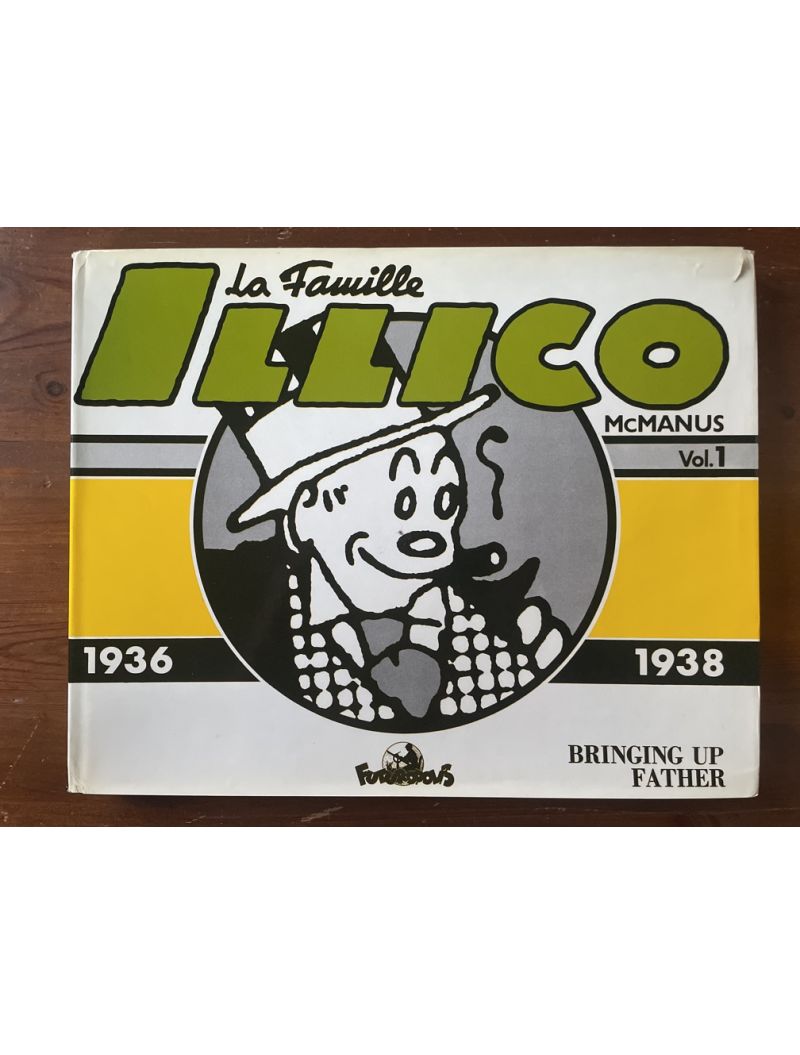 La Famille
ILLICO
McMANUS
Vol.1
1936
1938
Futuropolis
BRINGING UP
FATHER